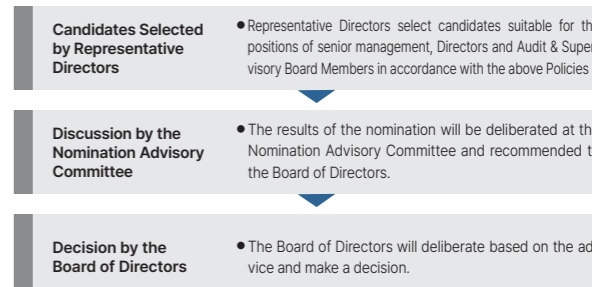 Candidates Selected
by Representative
Directors
● Representative Directors select candidates suitable for th
positions of senior management, Directors and Audit & Super
visory Board Members in accordance with the above Policies
Discussion by the
Nomination Advisory
Committee
● The results of the nomination will be deliberated at th
Nomination Advisory Committee and recommended t
the Board of Directors.
Decision by the
Board of Directors
● The Board of Directors will deliberate based on the ad
vice and make a decision.